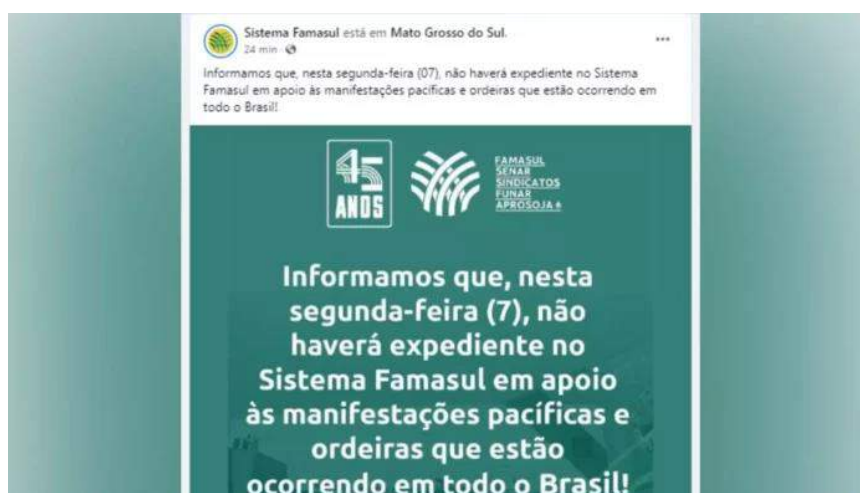 Sistema Famasul está em Mato Grosso do Sul.
24 min
Informamos que, nesta segunda-feira (07), não haverá expediente no Sistema
Famasul em apoio às manifestações pacíficas e ordeiras que estão ocorrendo em
todo o Brasil!
45
ANOS
FAMASUL
SENAR
SINDICATOS
FUNAR
APROSOJA
Informamos que, nesta
segunda-feira (7), não
haverá expediente no
Sistema Famasul em apoio
às manifestações pacíficas e
ordeiras que estão
ocorrendo em todo o Brasil!